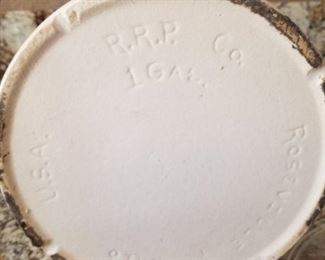 R.R.P. Co.
1 GAL.
U.S.A.
ROSEVILLE